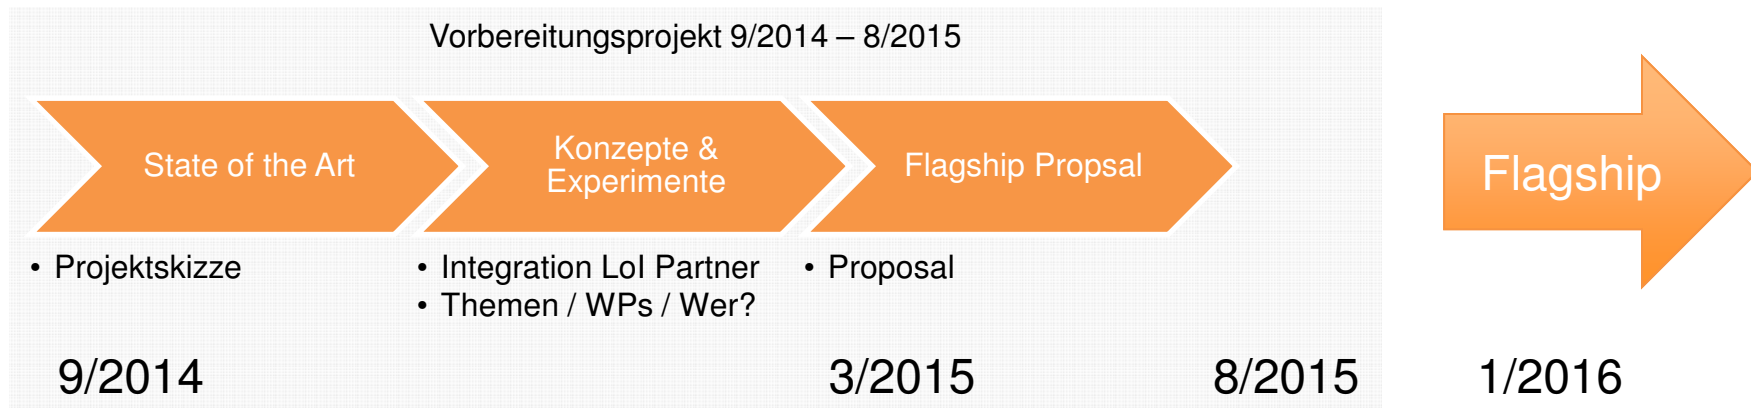 Vorbereitungsprojekt 9/2014 – 8/2015
State of the Art
Konzepte &
Experimente
Flagship Propsal
Flagship
• Projektskizze
• Integration LoI Partner
• Themen / WPs / Wer?
• Proposal
9/2014
3/2015
8/2015
1/2016